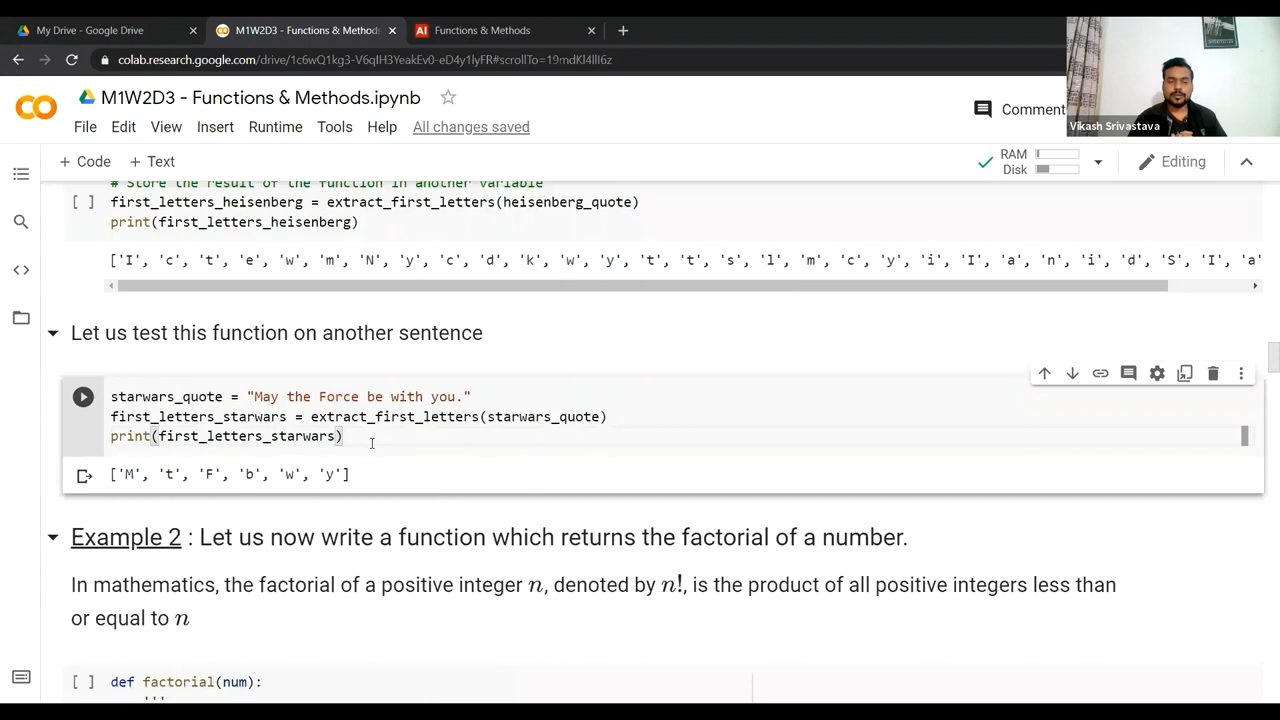 My Drive - Google Drive
M1W2D3 - Functions & Methods
AI Functions & Methods
colab.research.google.com/drive/1c6wQ1kg3-V6qIH3YeakEv0-eD4y1lyFR#scrollTo=19mdKl4lIl6z
Vikash Srivastava
CO M1W2D3 - Functions & Methods.ipynb
File Edit View Insert Runtime Tools Help All changes saved
Comment
+ Code + Text
RAM
Disk
Editing
# Store the result of the function in another variable
[ ] first_letters_heisenberg = extract_first_letters(heisenberg_quote)
print(first_letters_heisenberg)
['I', 'c', 't', 'e', 'w', 'm', 'N', 'y', 'c', 'd', 'k', 'w', 'y', 't', 't', 's', 'l', 'm', 'c', 'y', 'i', 'I', 'a', 'n', 'i', 'd', 'S', 'I', 'a'
Let us test this function on another sentence
starwars_quote = "May the Force be with you."
first_letters_starwars = extract_first_letters(starwars_quote)
print(first_letters_starwars)
['M', 't', 'F', 'b', 'w', 'y']
Example 2 : Let us now write a function which returns the factorial of a number.
In mathematics, the factorial of a positive integer n, denoted by n!, is the product of all positive integers less than
or equal to n
[ ] def factorial(num):
'''